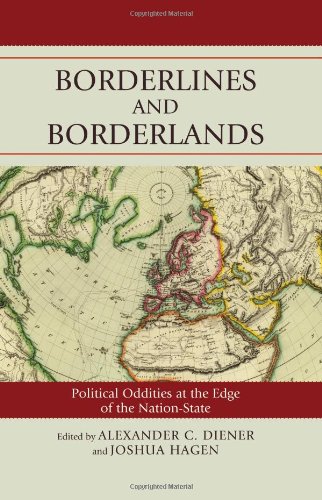 BORDERLINES
AND
BORDERLANDS
Political Oddities at the Edge
of the Nation-State
Edited by ALEXANDER C. DIENER
and JOSHUA HAGEN